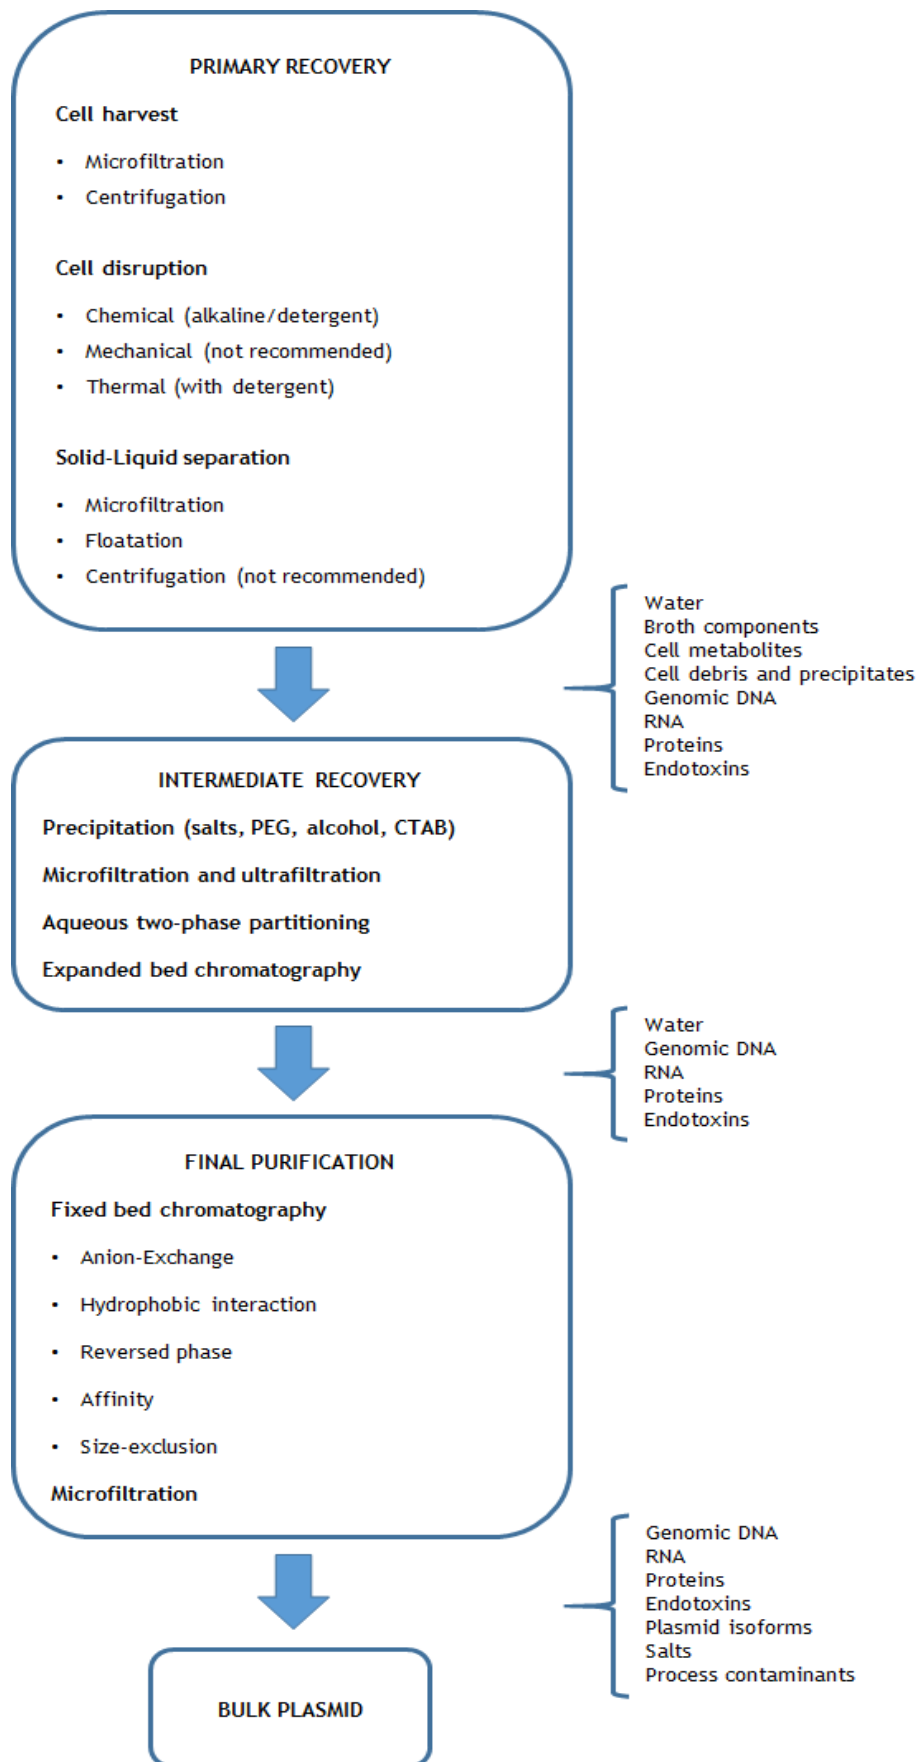 PRIMARY RECOVERY
Cell harvest
• Microfiltration
• Centrifugation
Cell disruption
• Chemical (alkaline/detergent)
• Mechanical (not recommended)
• Thermal (with detergent)
Solid-Liquid separation
• Microfiltration
• Floatation
• Centrifugation (not recommended)
Water
Broth components
Cell metabolites
Cell debris and precipitates
Genomic DNA
RNA
Proteins
Endotoxins
INTERMEDIATE RECOVERY
Precipitation (salts, PEG, alcohol, CTAB)
Microfiltration and ultrafiltration
Aqueous two-phase partitioning
Expanded bed chromatography
Water
Genomic DNA
RNA
Proteins
Endotoxins
FINAL PURIFICATION
Fixed bed chromatography
• Anion-Exchange
• Hydrophobic interaction
• Reversed phase
• Affinity
• Size-exclusion
Microfiltration
Genomic DNA
RNA
Proteins
Endotoxins
Plasmid isoforms
Salts
Process contaminants
BULK PLASMID